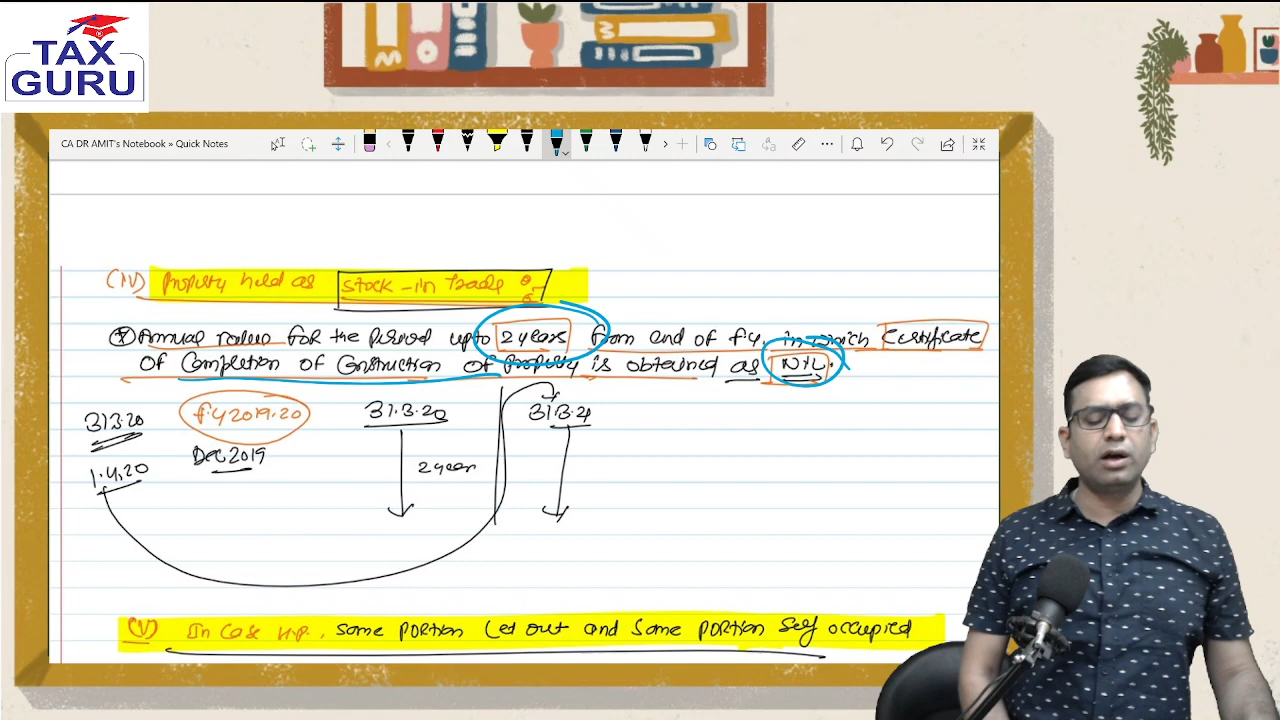 TAX
GURU
CA DR AMIT's Notebook » Quick Notes
(IV) Property held as stock-in Trade :-
Annual value for the period upto 2 years from end of f.y. in which Certificate
Of Completion of Construction of Property is obtained as NIL.
31.3.20 f.y 2019.20 31.3.20 31.3.21
Dec 2019 2 year
1.4.20
(V) In Case H.P. some portion Let out and some portion self occupied